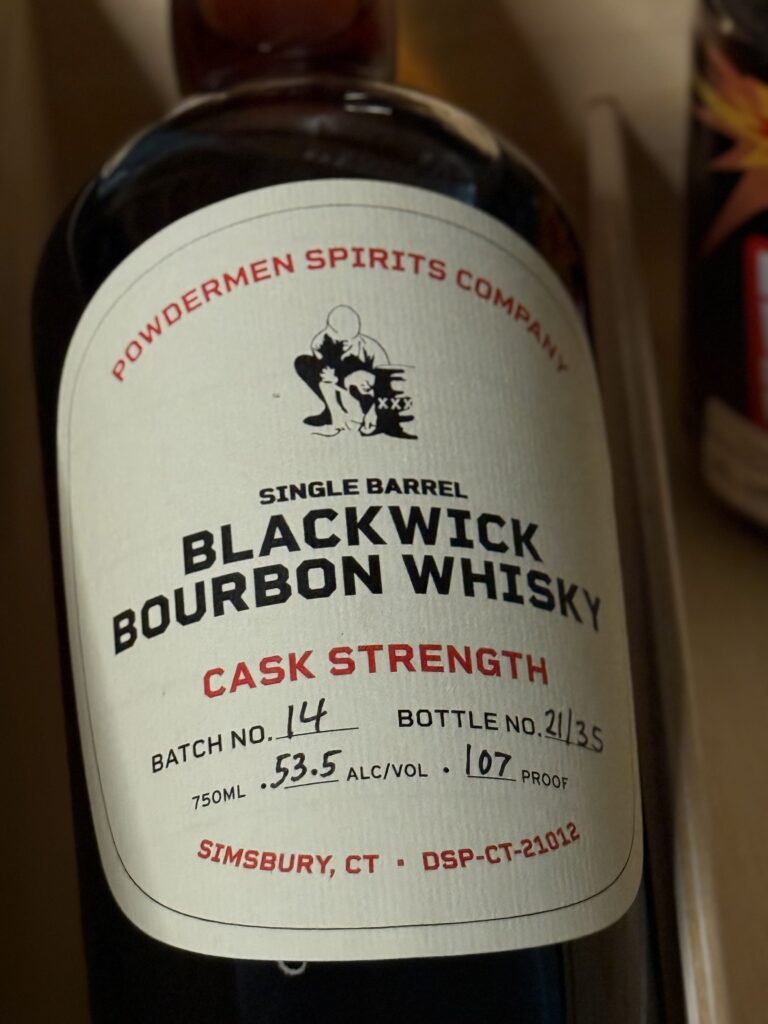 POWDERMEN SPIRITS COMPANY
XXX
SINGLE BARREL
BLACKWICK
BOURBON WHISKY
CASK STRENGTH
BATCH NO. 14 BOTTLE NO. 21/35
750ML · 53.5 ALC/VOL · 107 PROOF
SIMSBURY, CT · DSP-CT-21012